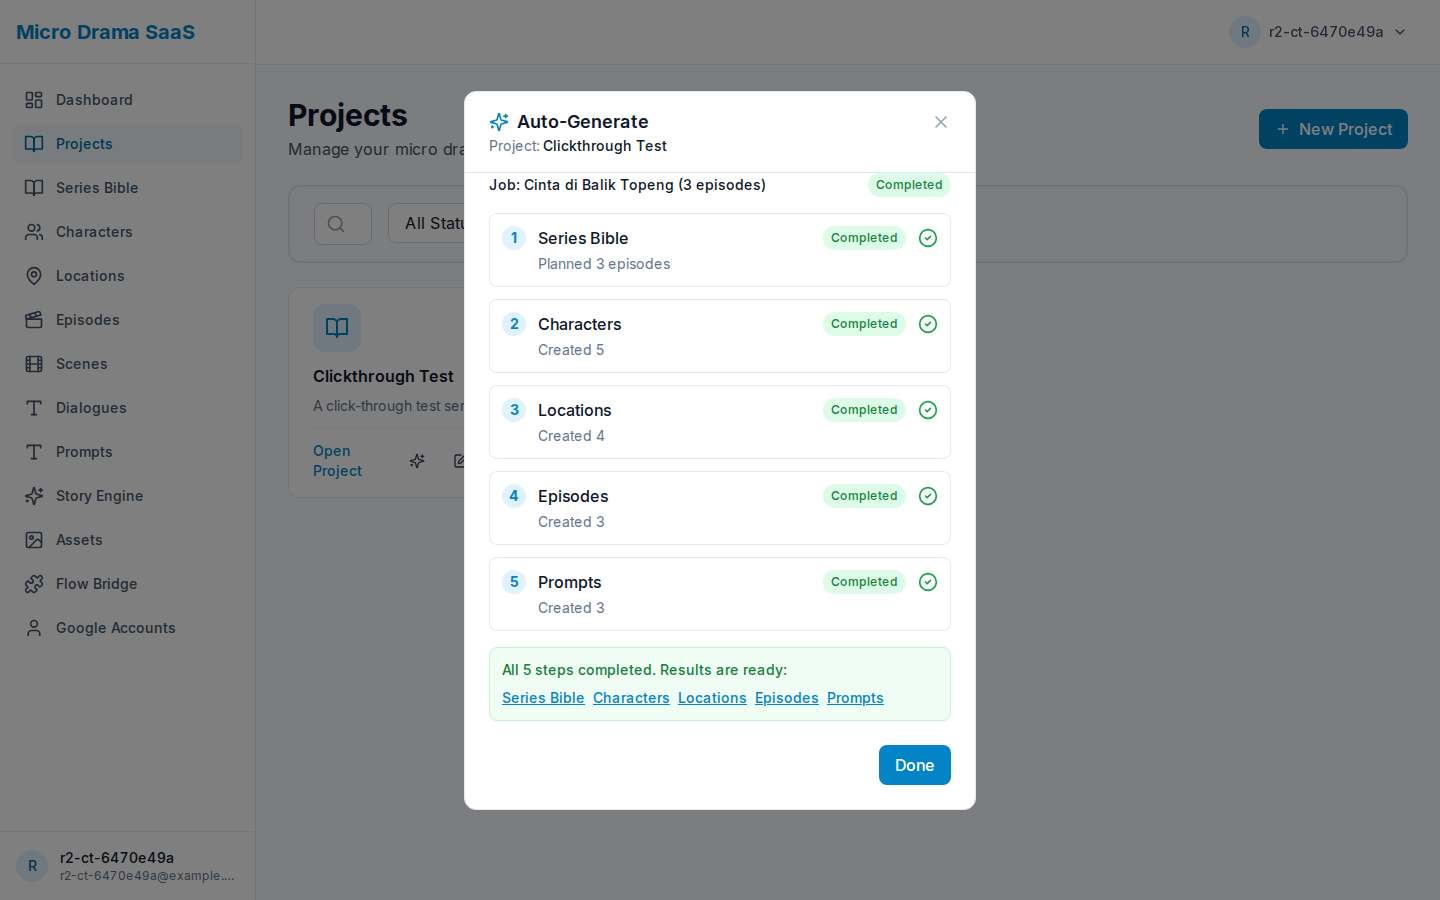 Micro Drama SaaS
R r2-ct-6470e49a
Dashboard
Projects
Series Bible
Characters
Locations
Episodes
Scenes
Dialogues
Prompts
Story Engine
Assets
Flow Bridge
Google Accounts
R r2-ct-6470e49a
r2-ct-6470e49a@example....
Projects
Manage your micro dra
New Project
All Statu
Clickthrough Test
A click-through test ser
Open
Project
Auto-Generate
Project: Clickthrough Test
Job: Cinta di Balik Topeng (3 episodes) Completed
1 Series Bible Completed
Planned 3 episodes
2 Characters Completed
Created 5
3 Locations Completed
Created 4
4 Episodes Completed
Created 3
5 Prompts Completed
Created 3
All 5 steps completed. Results are ready:
Series Bible Characters Locations Episodes Prompts
Done